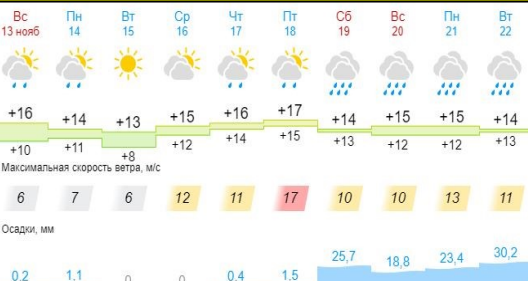 Вс Пн Вт Ср Чт Пт Сб Вс Пн Вт
13 нояб 14 15 16 17 18 19 20 21 22
+16 +14 +13 +15 +16 +17 +14 +15 +15 +14
+10 +11 +8 +12 +14 +15 +13 +12 +12 +13
Максимальная скорость ветра, м/с
6 7 6 12 11 17 10 10 13 11
Осадки, мм
0,2 1,1 0 0 0,4 1,5 25,7 18,8 23,4 30,2